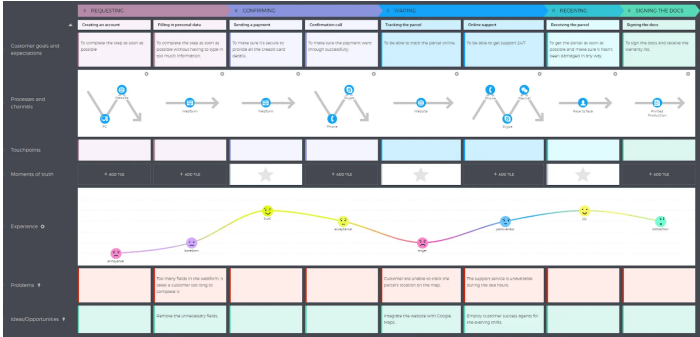 REQUESTING
CONFIRMING
WAITING
RECEIVING
SIGNING THE DOCS
Creating an account
Filling in personal data
Sending a payment
Confirmation call
Tracking the parcel
Online support
Receiving the parcel
Signing the docs
Customer goals and
expectations
To complete the step as soon as
possible
To complete the step as soon as
possible without having to type in
too much information.
To make sure it's secure to
provide all the credit card
details.
To make sure the payment went
through successfully.
To be able to track the parcel online.
To be able to get support 24/7
To get the parcel as soon as
possible and make sure it hasn't
been damaged in any way.
To sign the docs and receive the
warranty list.
Processes and
channels
Website
PC
Webform
Webform
Skype
Phone
Website
Phone
Skype
Face to face
Printed
Production
Touchpoints
Moments of truth
+ ADD TILE
+ ADD TILE
+ ADD TILE
+ ADD TILE
+ ADD TILE
Experience
annoyance
boredom
trust
acceptance
anger
pensiveness
joy
Problems
Too many fields in the webform. It
takes a customer too long to
complete it.
Customer are unable to track the
parcel's location on the map.
The support service is unavailable
during the late hours.
Ideas/Opportunities
Remove the unnecessary fields.
Integrate the website with Google
Maps.
Employ customer success agents for
the evening shifts.